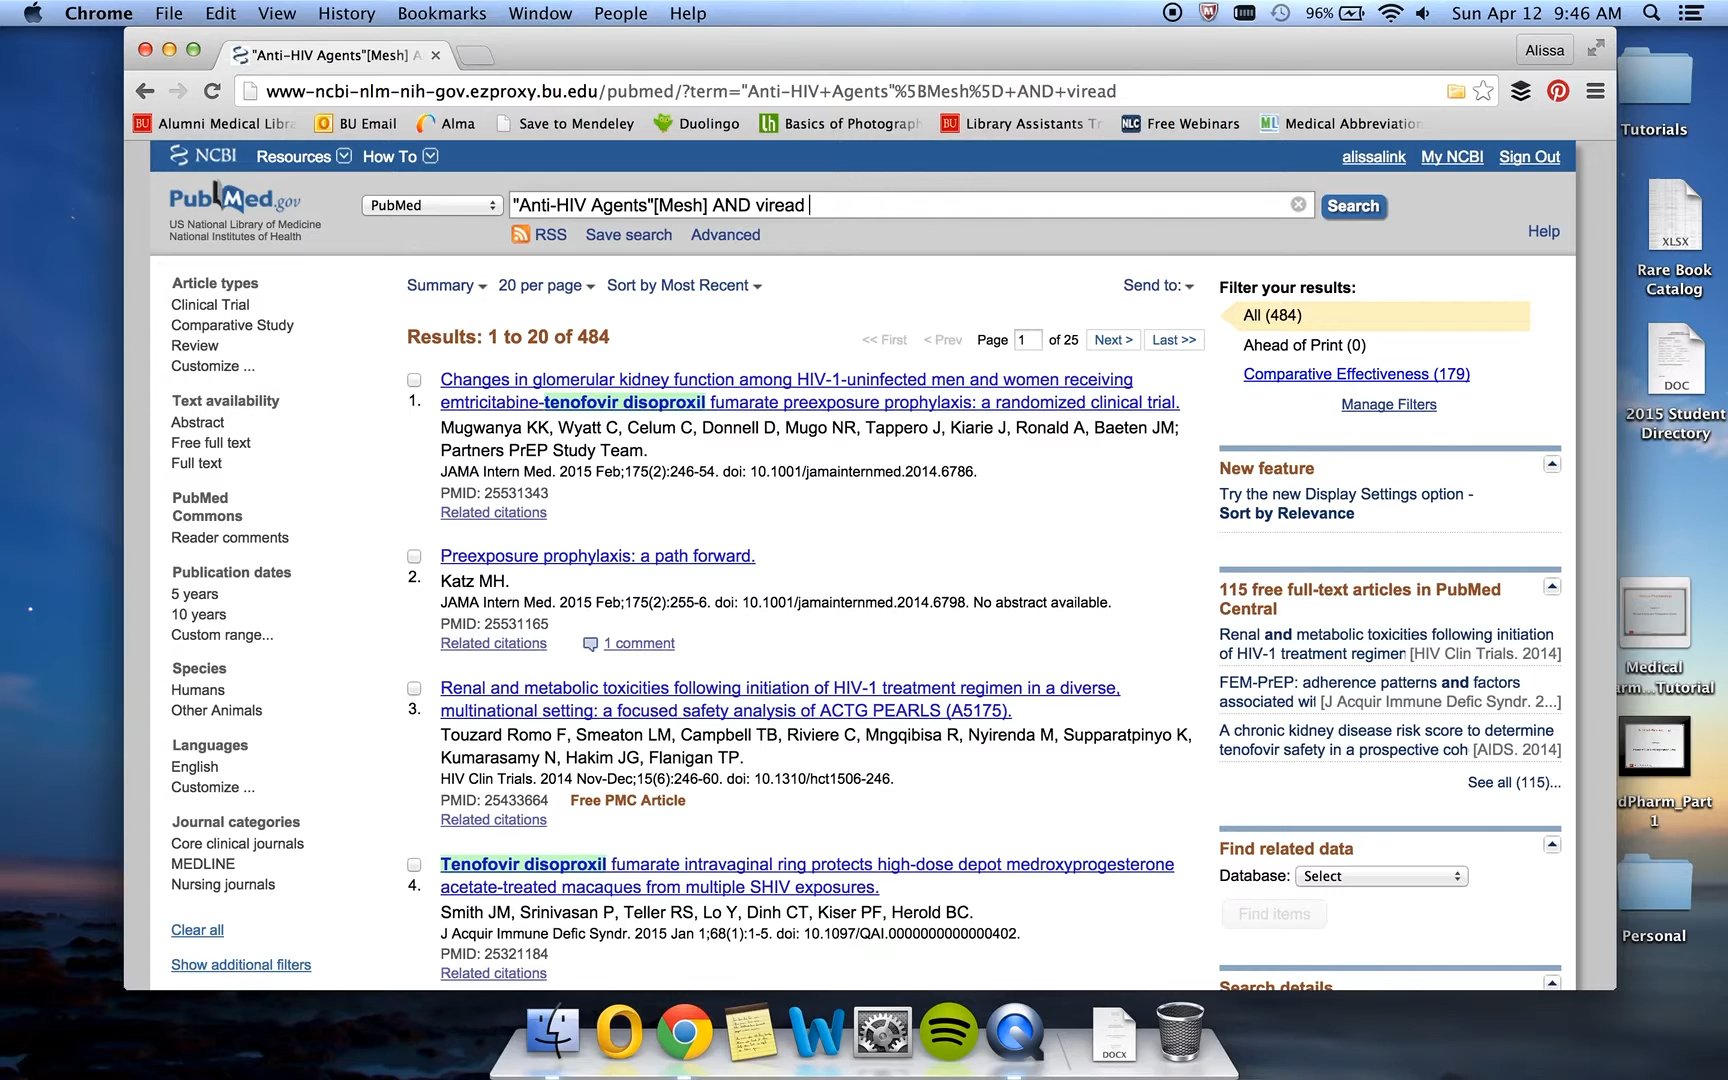 Chrome File Edit View History Bookmarks Window People Help 96% Sun Apr 12 9:46 AM
"Anti-HIV Agents"[Mesh] A
Alissa
www-ncbi-nlm-nih-gov.ezproxy.bu.edu/pubmed/?term="Anti-HIV+Agents"%5BMesh%5D+AND+viread
BU Alumni Medical Libra BU Email Alma Save to Mendeley Duolingo Basics of Photograph BU Library Assistants Tr NLC Free Webinars ML Medical Abbreviation
NCBI Resources How To alissalink My NCBI Sign Out
PubMed.gov
US National Library of Medicine
National Institutes of Health
PubMed "Anti-HIV Agents"[Mesh] AND viread Search
RSS Save search Advanced Help
Article types
Clinical Trial
Comparative Study
Review
Customize ...
Text availability
Abstract
Free full text
Full text
PubMed
Commons
Reader comments
Publication dates
5 years
10 years
Custom range...
Species
Humans
Other Animals
Languages
English
Customize ...
Journal categories
Core clinical journals
MEDLINE
Nursing journals
Clear all
Show additional filters
Summary 20 per page Sort by Most Recent Send to:
Results: 1 to 20 of 484 << First < Prev Page 1 of 25 Next > Last >>
Changes in glomerular kidney function among HIV-1-uninfected men and women receiving
1. emtricitabine-tenofovir disoproxil fumarate preexposure prophylaxis: a randomized clinical trial.
Mugwanya KK, Wyatt C, Celum C, Donnell D, Mugo NR, Tappero J, Kiarie J, Ronald A, Baeten JM;
Partners PrEP Study Team.
JAMA Intern Med. 2015 Feb;175(2):246-54. doi: 10.1001/jamainternmed.2014.6786.
PMID: 25531343
Related citations
Preexposure prophylaxis: a path forward.
2. Katz MH.
JAMA Intern Med. 2015 Feb;175(2):255-6. doi: 10.1001/jamainternmed.2014.6798. No abstract available.
PMID: 25531165
Related citations 1 comment
Renal and metabolic toxicities following initiation of HIV-1 treatment regimen in a diverse,
3. multinational setting: a focused safety analysis of ACTG PEARLS (A5175).
Touzard Romo F, Smeaton LM, Campbell TB, Riviere C, Mngqibisa R, Nyirenda M, Supparatpinyo K,
Kumarasamy N, Hakim JG, Flanigan TP.
HIV Clin Trials. 2014 Nov-Dec;15(6):246-60. doi: 10.1310/hct1506-246.
PMID: 25433664 Free PMC Article
Related citations
Tenofovir disoproxil fumarate intravaginal ring protects high-dose depot medroxyprogesterone
4. acetate-treated macaques from multiple SHIV exposures.
Smith JM, Srinivasan P, Teller RS, Lo Y, Dinh CT, Kiser PF, Herold BC.
J Acquir Immune Defic Syndr. 2015 Jan 1;68(1):1-5. doi: 10.1097/QAI.0000000000000402.
PMID: 25321184
Related citations
Filter your results:
All (484)
Ahead of Print (0)
Comparative Effectiveness (179)
Manage Filters
New feature
Try the new Display Settings option -
Sort by Relevance
115 free full-text articles in PubMed
Central
Renal and metabolic toxicities following initiation
of HIV-1 treatment regimer [HIV Clin Trials. 2014]
FEM-PrEP: adherence patterns and factors
associated wil [J Acquir Immune Defic Syndr. 2...]
A chronic kidney disease risk score to determine
tenofovir safety in a prospective coh [AIDS. 2014]
See all (115)...
Find related data
Database: Select
Find items
Search details
Tutorials
XLSX
Rare Book
Catalog
DOC
2015 Student
Directory
Medical
rm...Tutorial
dPharm_Part
1
Personal
DOCX